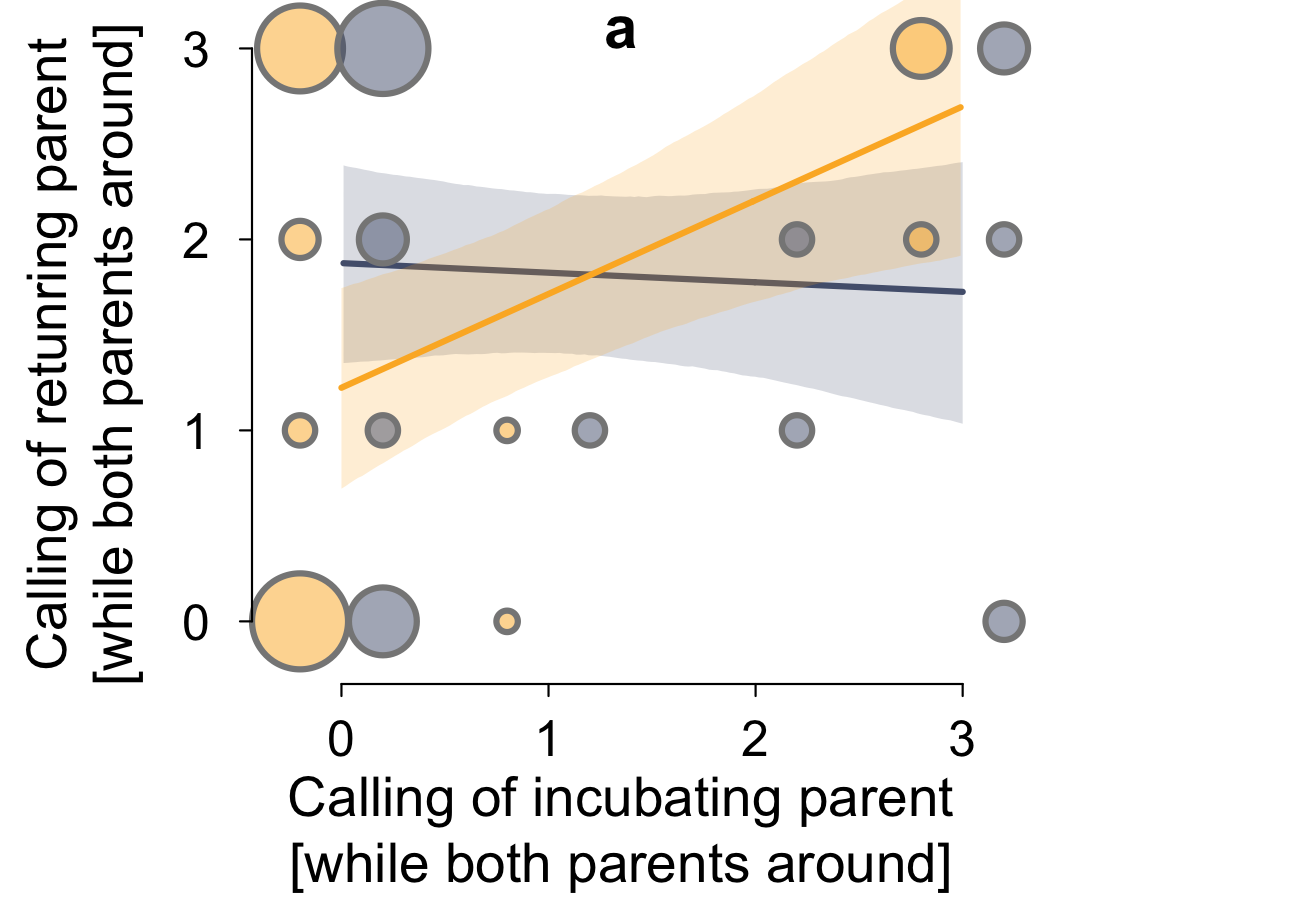 a
3
2
1
0
Calling of retunring parent
[while both parents around]
0 1 2 3
Calling of incubating parent
[while both parents around]